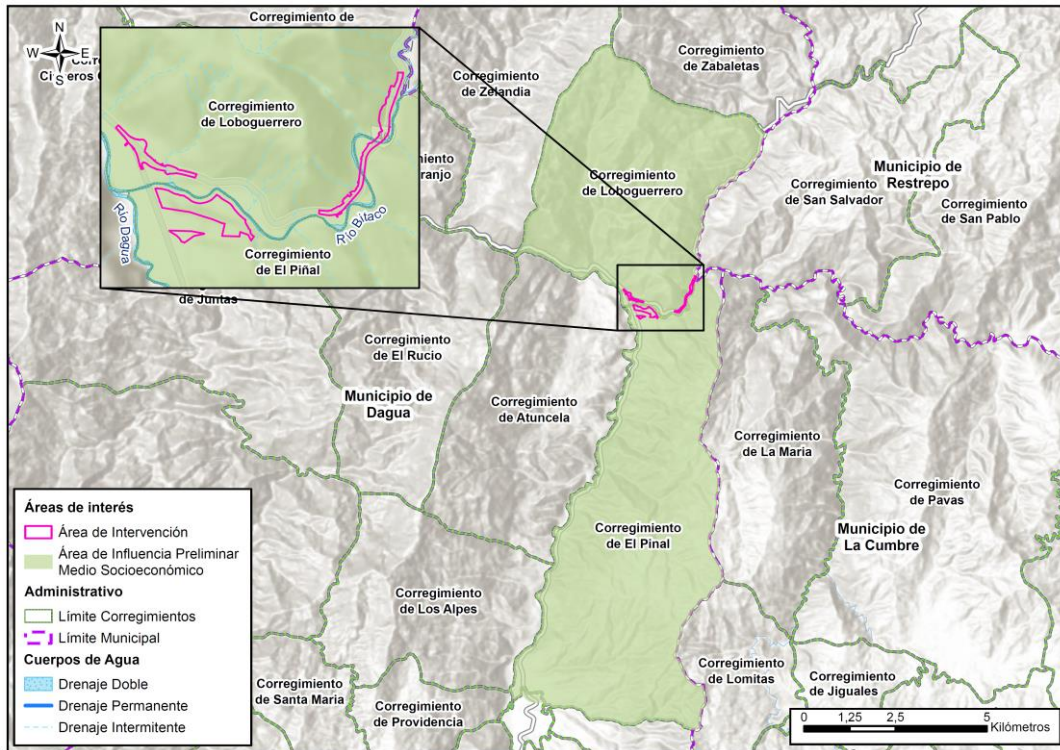 N
W E
S
Corregimiento de
Corregimiento
de Zelandia
Corregimiento
de Zabaletas
Corregimiento
de Loboguerrero
Río Dagua
Río Bitaco
Corregimiento
de El Piñal
Corregimiento
de Loboguerrero
Municipio de
Restrepo
Corregimiento
de San Salvador
Corregimiento
de San Pablo
de Juntas
Corregimiento
de El Rucio
Municipio de
Dagua
Corregimiento
de Atuncela
Corregimiento
de La Maria
Corregimiento
de Pavas
Municipio de
La Cumbre
Corregimiento
de El Pinal
Corregimiento
de Los Alpes
Corregimiento
de Santa Maria
Corregimiento
de Providencia
Corregimiento
de Lomitas
Corregimiento
de Jiguales
Áreas de interés
Área de Intervención
Área de Influencia Preliminar
Medio Socioeconómico
Administrativo
Límite Corregimientos
Límite Municipal
Cuerpos de Agua
Drenaje Doble
Drenaje Permanente
Drenaje Intermitente
0 1,25 2,5 5
Kilómetros